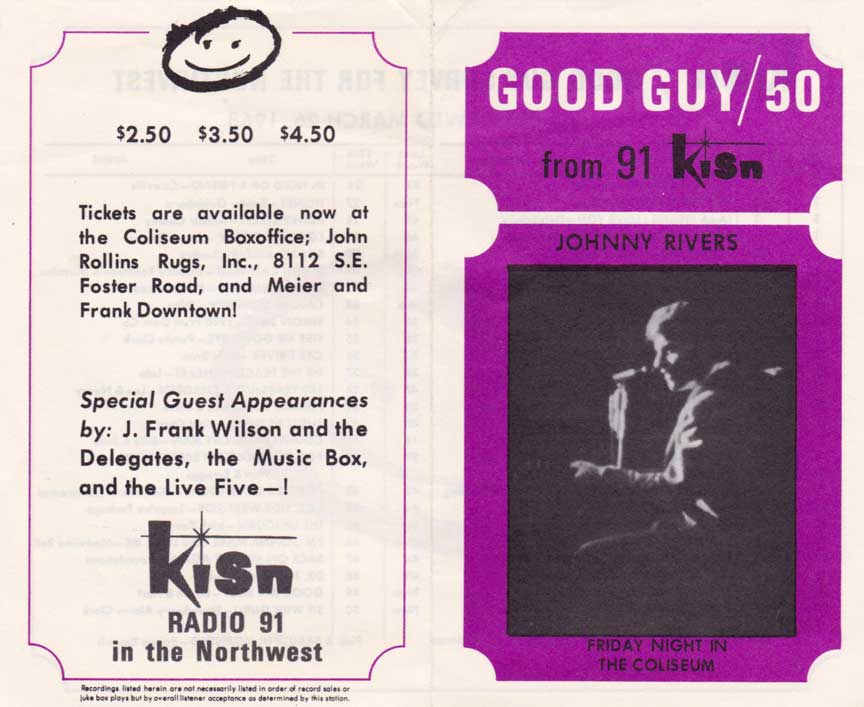 $2.50 $3.50 $4.50
Tickets are available now at
the Coliseum Boxoffice; John
Rollins Rugs, Inc., 8112 S.E.
Foster Road, and Meier and
Frank Downtown!
Special Guest Appearances
by: J. Frank Wilson and the
Delegates, the Music Box,
and the Live Five—!
kisn
RADIO 91
in the Northwest
Recordings listed herein are not necessarily listed in order of record sales or
juke box plays but by overall listener acceptance as determined by this station.
GOOD GUY/50
from 91 kisn
JOHNNY RIVERS
FRIDAY NIGHT IN
THE COLISEUM